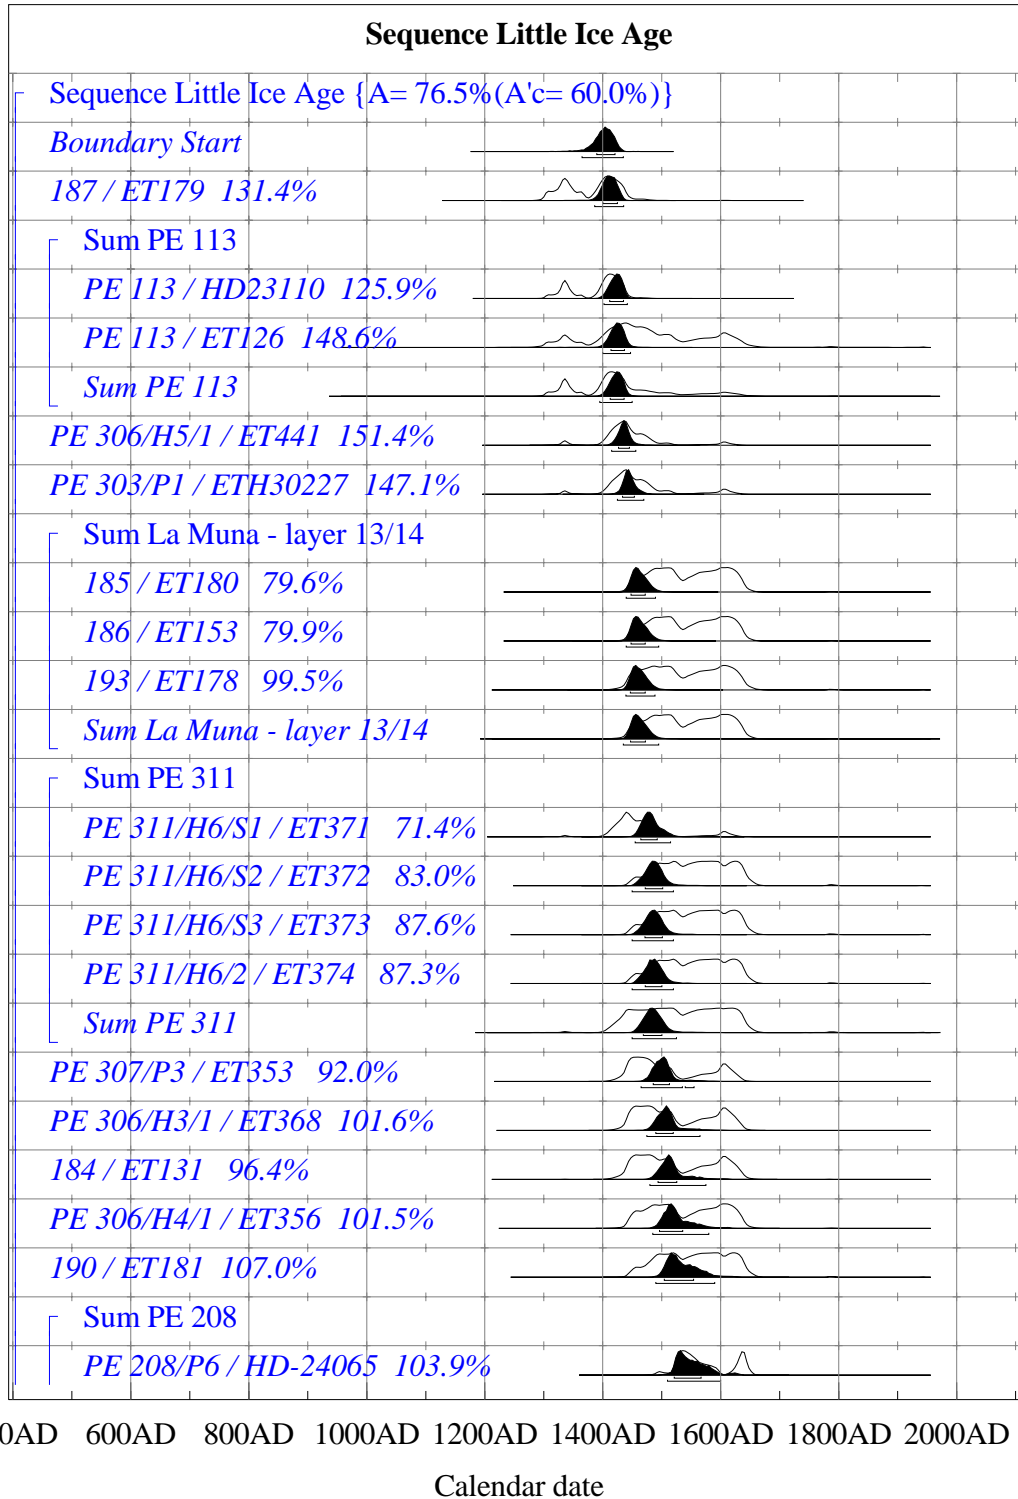 Sequence Little Ice Age
Sequence Little Ice Age {A= 76.5%(A'c= 60.0%)}
Boundary Start
187 / ET179 131.4%
Sum PE 113
PE 113 / HD23110 125.9%
PE 113 / ET126 148.6%
Sum PE 113
PE 306/H5/1 / ET441 151.4%
PE 303/P1 / ETH30227 147.1%
Sum La Muna - layer 13/14
185 / ET180 79.6%
186 / ET153 79.9%
193 / ET178 99.5%
Sum La Muna - layer 13/14
Sum PE 311
PE 311/H6/S1 / ET371 71.4%
PE 311/H6/S2 / ET372 83.0%
PE 311/H6/S3 / ET373 87.6%
PE 311/H6/2 / ET374 87.3%
Sum PE 311
PE 307/P3 / ET353 92.0%
PE 306/H3/1 / ET368 101.6%
184 / ET131 96.4%
PE 306/H4/1 / ET356 101.5%
190 / ET181 107.0%
Sum PE 208
PE 208/P6 / HD-24065 103.9%
0AD 600AD 800AD 1000AD 1200AD 1400AD 1600AD 1800AD 2000AD
Calendar date